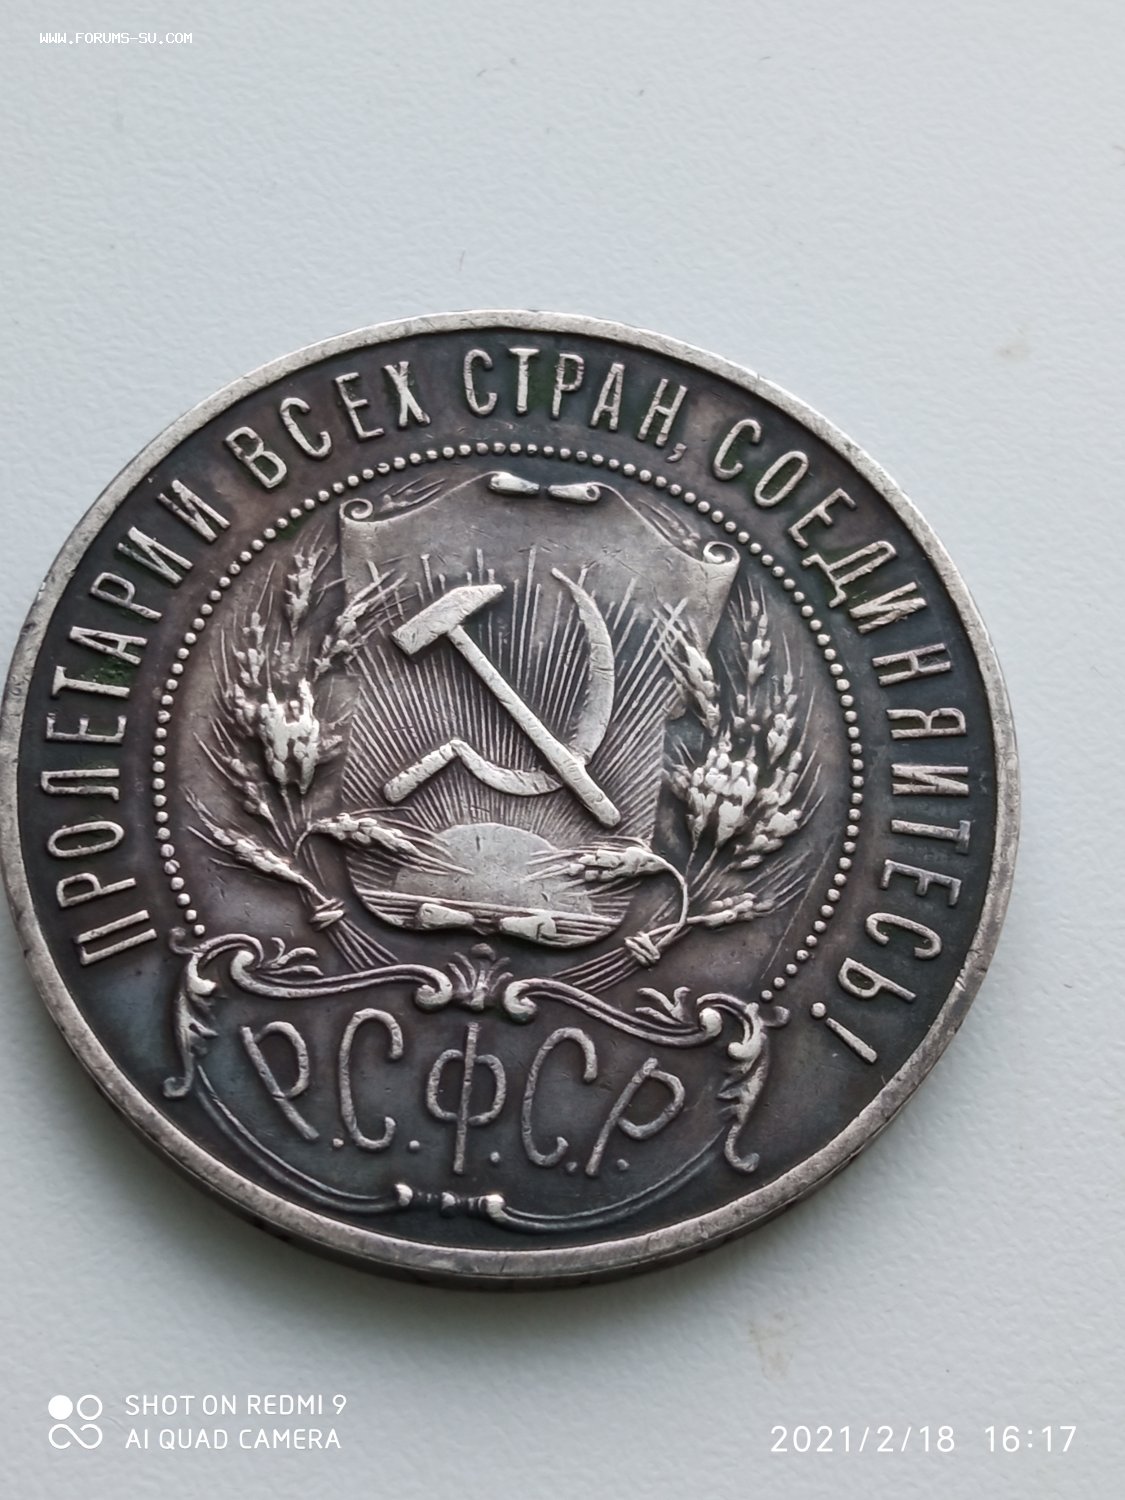 WWW.FORUMS-SU.COM
ПРОЛЕТАРИИ ВСЕХ СТРАН, СОЕДИНЯЙТЕСЬ!
Р.С.Ф.С.Р.
SHOT ON REDMI 9
AI QUAD CAMERA
2021/2/18 16:17